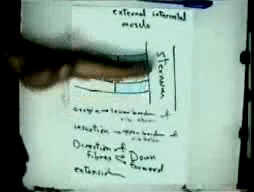 external intercostal
muscle
Sternum
origin → lower border of
rib above
insertion → upper border of
rib below
Direction of
fibres Down
forward
extension